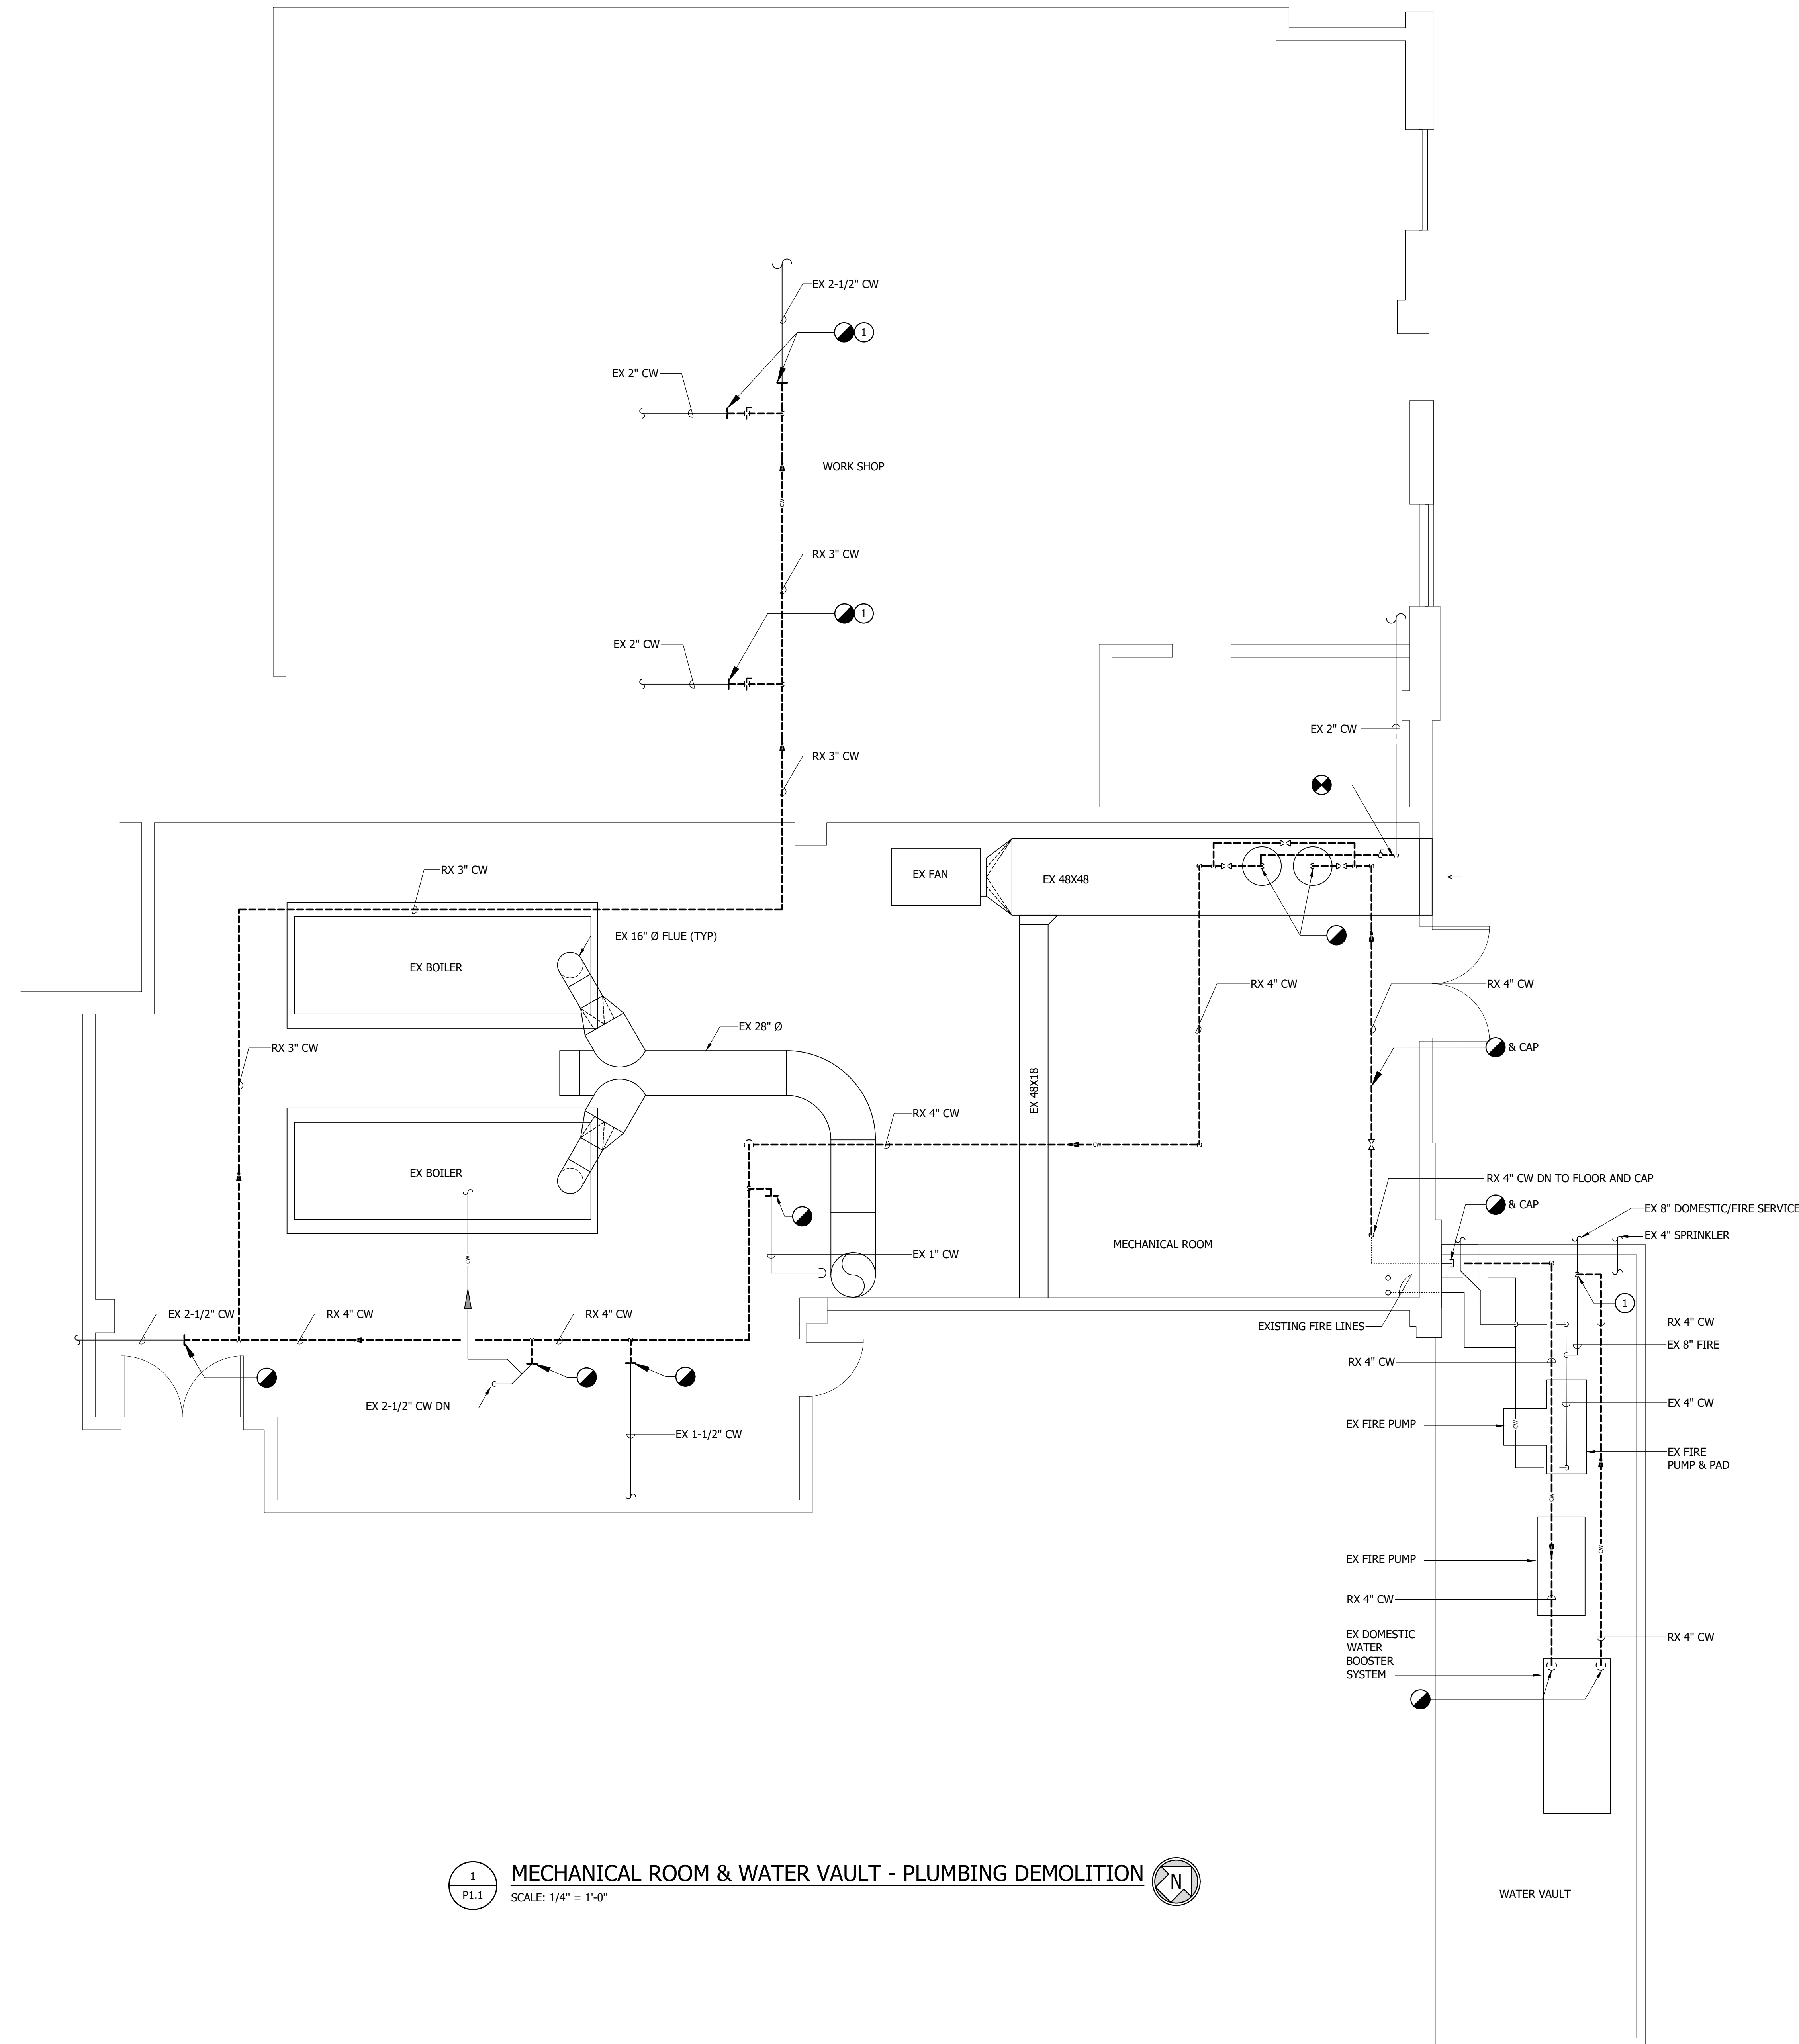 EX 2-1/2" CW
1
EX 2" CW
WORK SHOP
CW
RX 3" CW
1
EX 2" CW
EX 2" CW
RX 3" CW
RX 3" CW
EX FAN
EX 48X48
EX 16" Ø FLUE (TYP)
EX BOILER
RX 4" CW
RX 4" CW
EX 28" Ø
RX 3" CW
& CAP
EX 48X18
RX 4" CW
CW
EX BOILER
RX 4" CW DN TO FLOOR AND CAP
& CAP
EX 8" DOMESTIC/FIRE SERVICE
EX 4" SPRINKLER
MECHANICAL ROOM
EX 1" CW
CW
1
EX 2-1/2" CW
RX 4" CW
RX 4" CW
EXISTING FIRE LINES
RX 4" CW
EX 8" FIRE
RX 4" CW
EX 2-1/2" CW DN
EX 4" CW
EX FIRE PUMP
CW
EX 1-1/2" CW
EX FIRE
PUMP & PAD
CW
CW
EX FIRE PUMP
RX 4" CW
EX DOMESTIC
WATER
BOOSTER
SYSTEM
RX 4" CW
1
P1.1
MECHANICAL ROOM & WATER VAULT - PLUMBING DEMOLITION
SCALE: 1/4" = 1'-0"
N
WATER VAULT